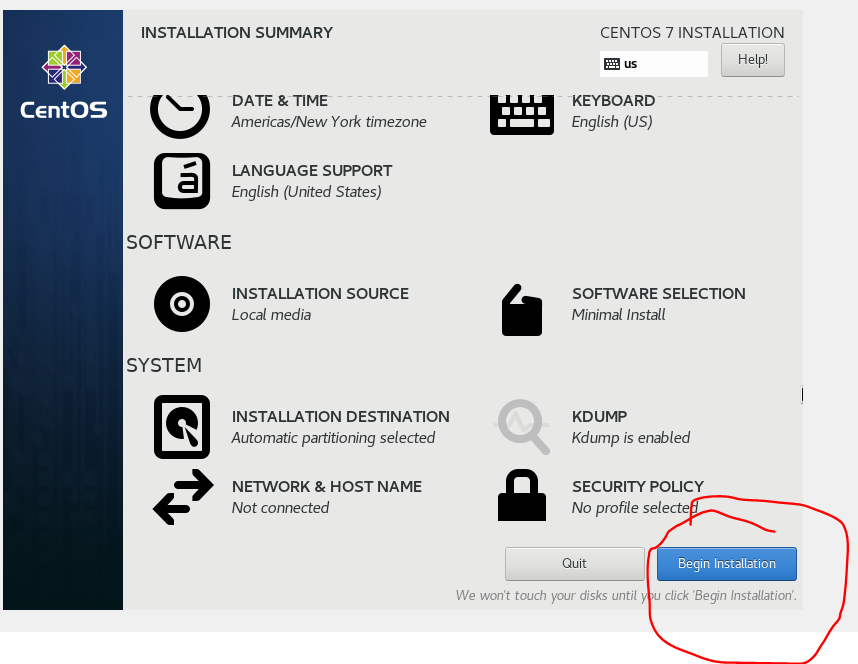 INSTALLATION SUMMARY
CENTOS 7 INSTALLATION
us
Help!
CentOS
DATE & TIME
Americas/New York timezone
KEYBOARD
English (US)
LANGUAGE SUPPORT
English (United States)
SOFTWARE
INSTALLATION SOURCE
Local media
SOFTWARE SELECTION
Minimal Install
SYSTEM
INSTALLATION DESTINATION
Automatic partitioning selected
KDUMP
Kdump is enabled
NETWORK & HOST NAME
Not connected
SECURITY POLICY
No profile selected
Quit
Begin Installation
We won't touch your disks until you click 'Begin Installation'.